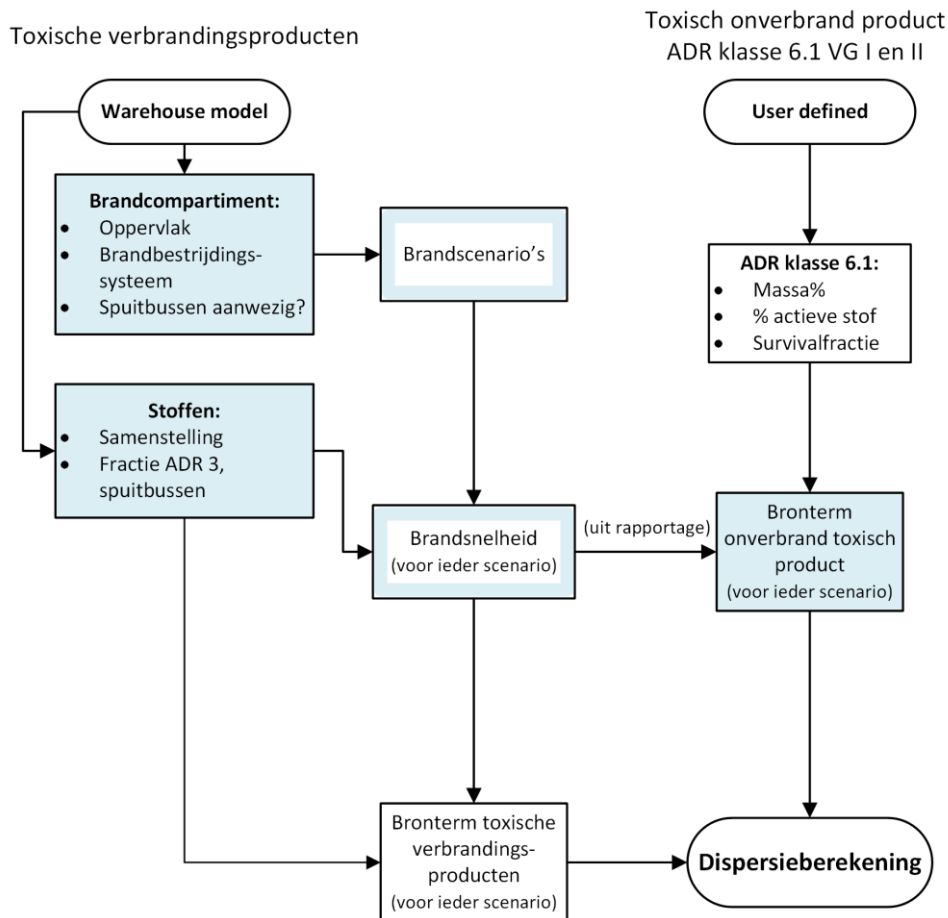 Toxische verbrandingsproducten
Toxisch onverbrand product
ADR klasse 6.1 VG I en II
Warehouse model
User defined
Brandcompartiment:
• Oppervlak
• Brandbestrijdings-
systeem
• Spuitbussen aanwezig?
Brandscenario's
ADR klasse 6.1:
• Massa%
• % actieve stof
• Survivalfractie
Stoffen:
• Samenstelling
• Fractie ADR 3,
spuitbussen
Brandsnelheid
(voor ieder scenario)
(uit rapportage)
Bronterm
onverbrand toxisch
product
(voor ieder scenario)
Bronterm toxische
verbrandings-
producten
(voor ieder scenario)
Dispersieberekening